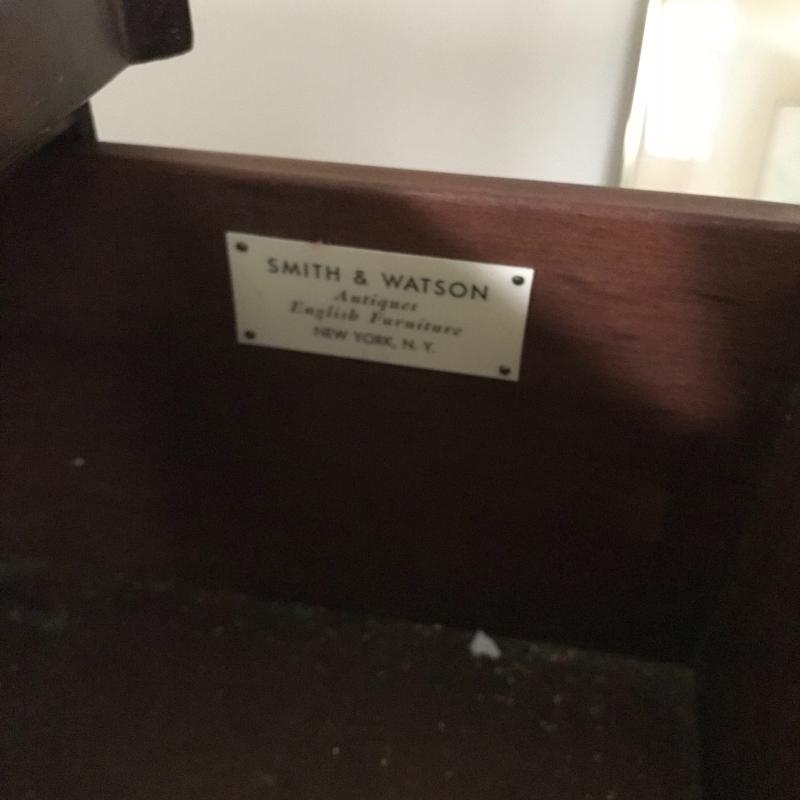 SMITH & WATSON
Antiques
English Furniture
NEW YORK, N. Y.